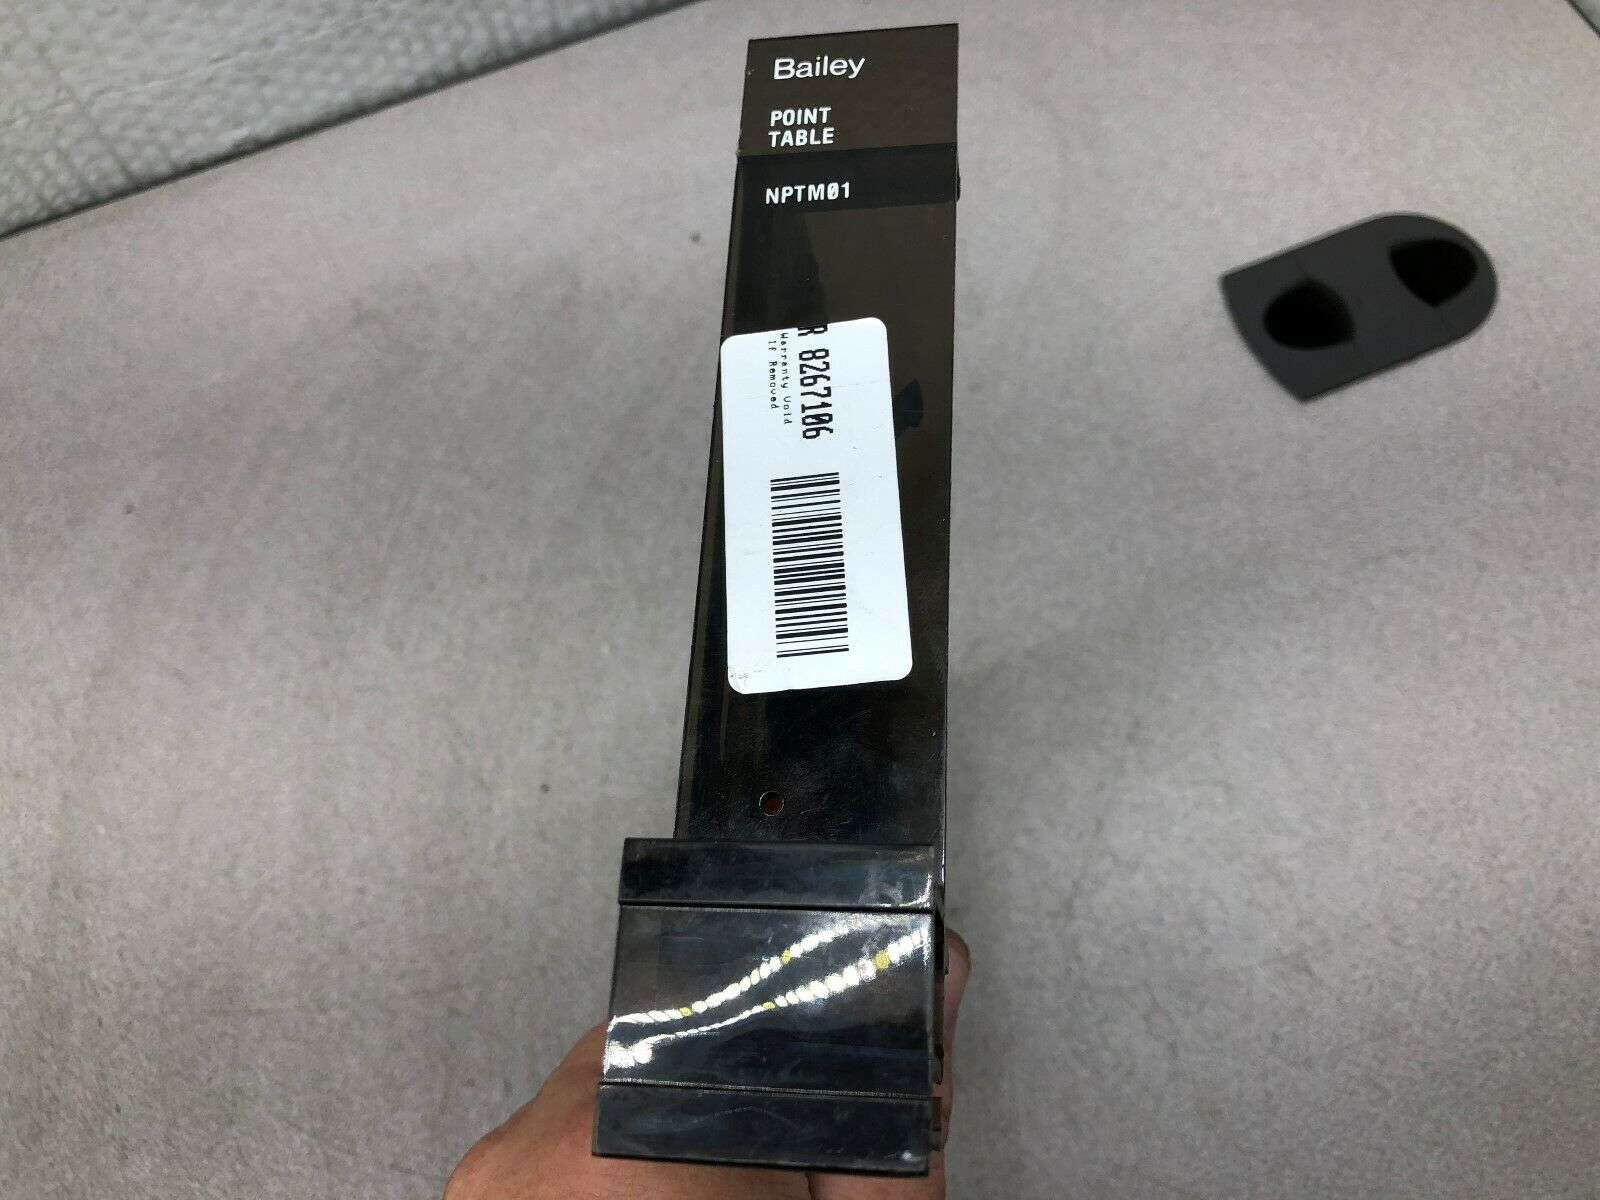 Bailey
POINT
TABLE
NPTM01
R 8267106
Warranty Void
If Removed